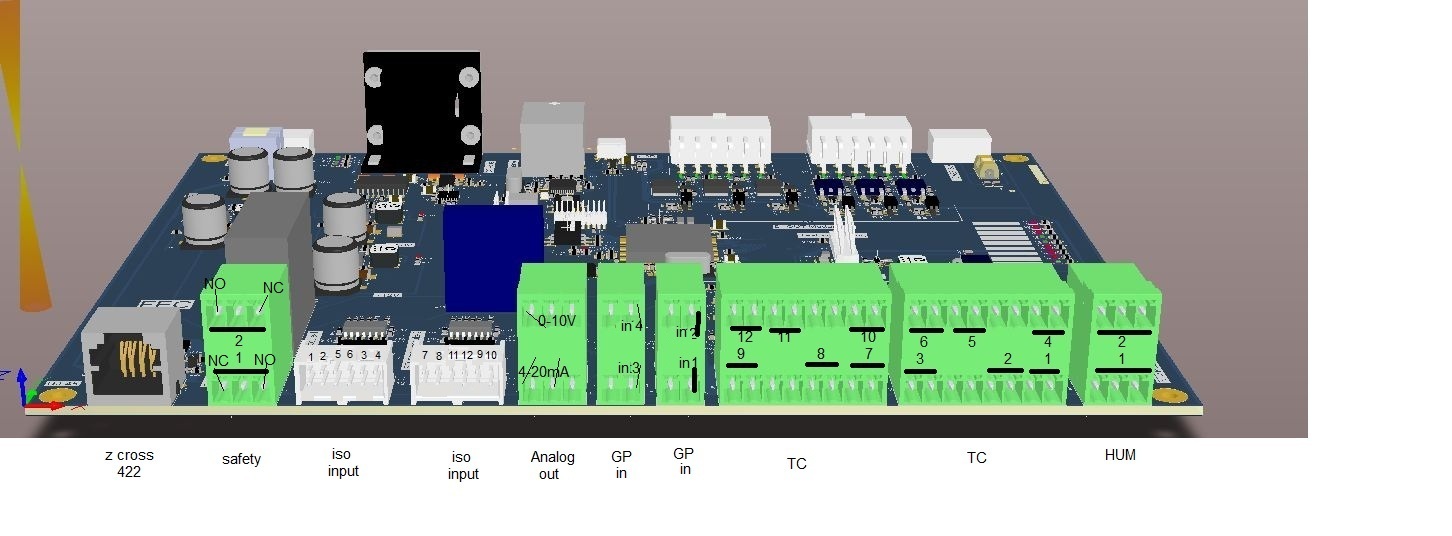 EFC
NO
NC
2
1
NC
NO
1 2 5 6 3 4
7 8 11 12 9 10
0-10V
4/20mA
in 4
in:3
in 2
in1
12 11 10
9 8 7
6 5 4
3 2 1
2
1
z cross
422
safety
iso
input
iso
input
Analog
out
GP
in
GP
in
TC
TC
HUM